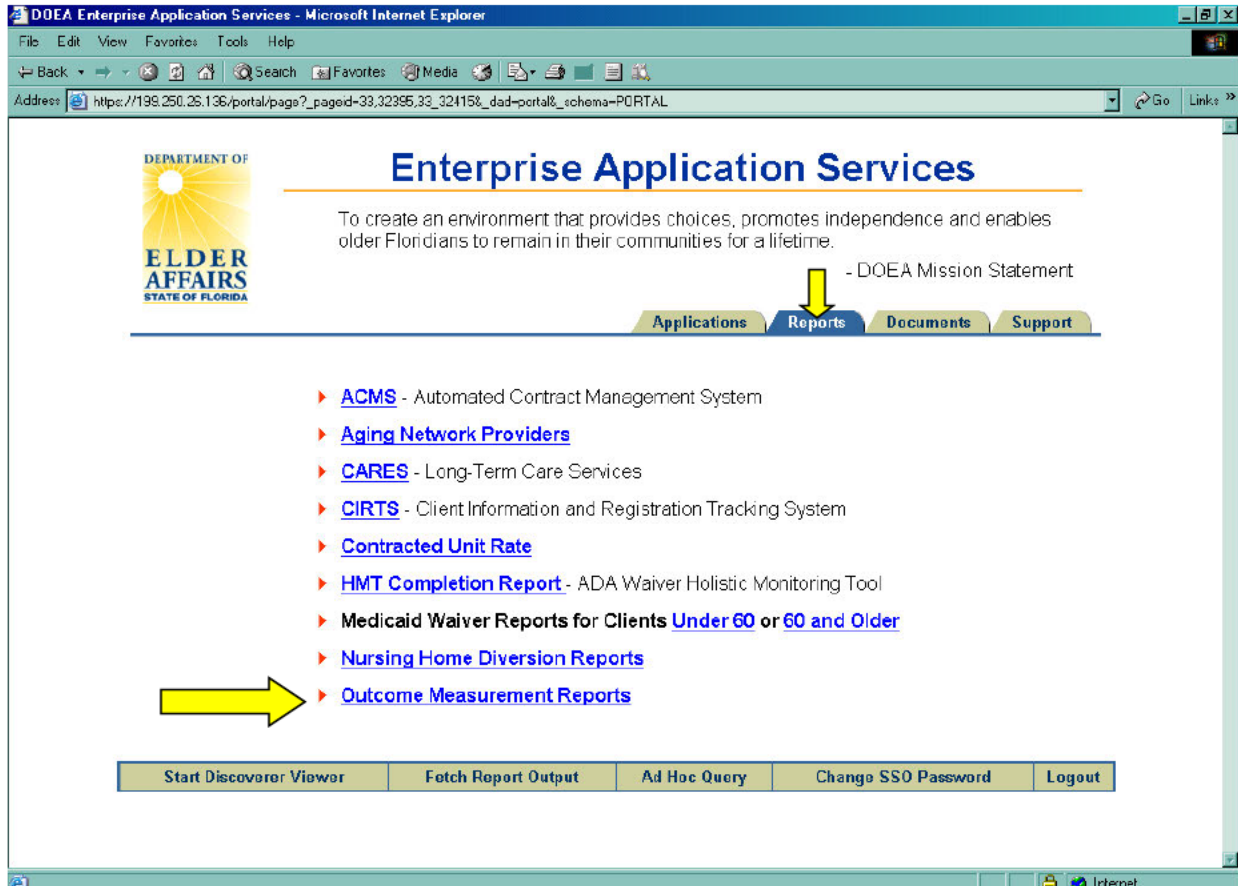 DOEA Enterprise Application Services - Microsoft Internet Explorer
File Edit View Favorites Tools Help
Back Search Favorites Media
Address https://199.250.26.136/portal/page?_pageid=33,32395,33_32415&_dad=portal&_schema=PORTAL Go Links »
DEPARTMENT OF
ELDER
AFFAIRS
STATE OF FLORIDA
Enterprise Application Services
To create an environment that provides choices, promotes independence and enables
older Floridians to remain in their communities for a lifetime.
- DOEA Mission Statement
Applications Reports Documents Support
ACMS - Automated Contract Management System
Aging Network Providers
CARES - Long-Term Care Services
CIRTS - Client Information and Registration Tracking System
Contracted Unit Rate
HMT Completion Report - ADA Waiver Holistic Monitoring Tool
Medicaid Waiver Reports for Clients Under 60 or 60 and Older
Nursing Home Diversion Reports
Outcome Measurement Reports
Start Discoverer Viewer Fetch Report Output Ad Hoc Query Change SSO Password Logout
Internet